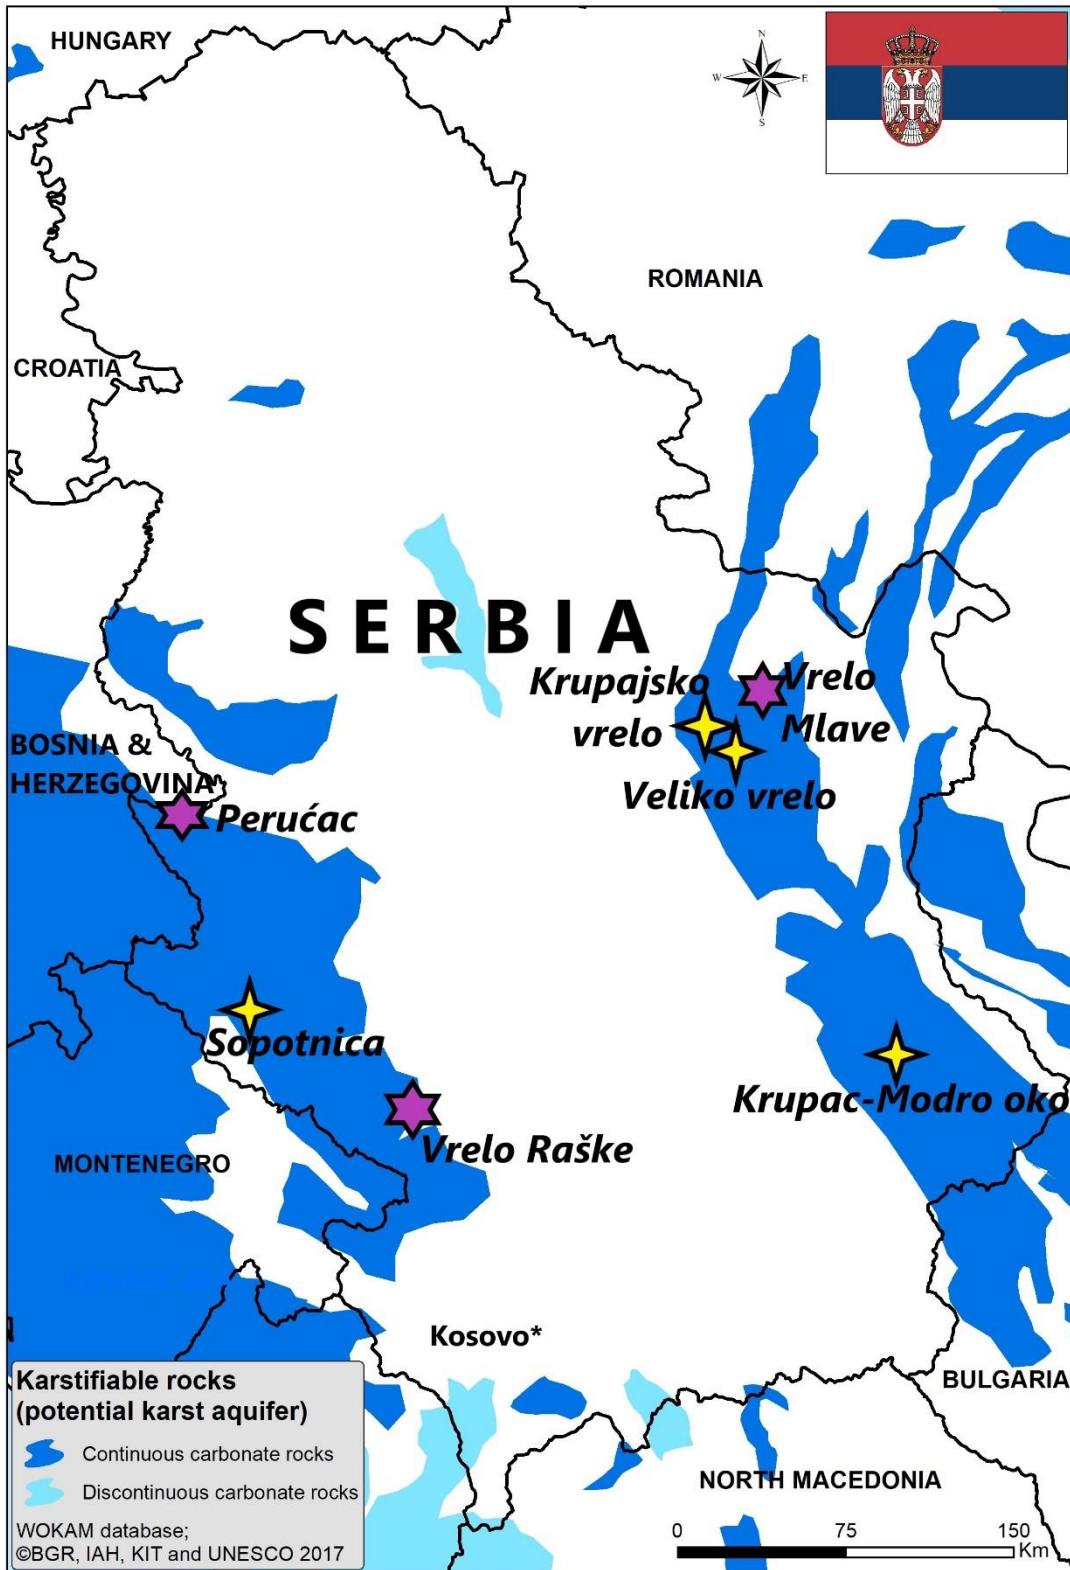 HUNGARY
N
W
E
S
ROMANIA
CROATIA
SERBIA
Krupajsko
vrelo
Vrelo
Mlave
Veliko vrelo
BOSNIA &
HERZEGOVINA
Perućac
Sopotnica
Krupac-Modro oko
Vrelo Raške
MONTENEGRO
Kosovo*
BULGARIA
NORTH MACEDONIA
Karstifiable rocks
(potential karst aquifer)
Continuous carbonate rocks
Discontinuous carbonate rocks
WOKAM database;
©BGR, IAH, KIT and UNESCO 2017
0 75 150
Km